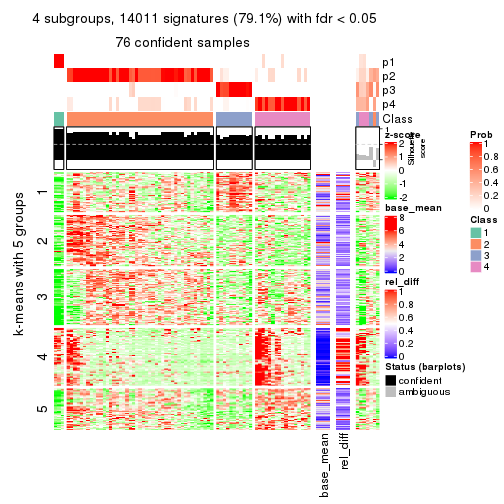 4 subgroups, 14011 signatures (79.1%) with fdr < 0.05
76 confident samples
p1
p2
p3
p4
Class
1
Silhouette score
z-score
2
1
0
-1
-2
base_mean
8
6
4
2
0
rel_diff
1
0.8
0.6
0.4
0.2
0
Status (barplots)
confident
ambiguous
Prob
1
0.8
0.6
0.4
0.2
0
Class
1
2
3
4
k-means with 5 groups
1
2
3
4
5
base_mean
rel_diff